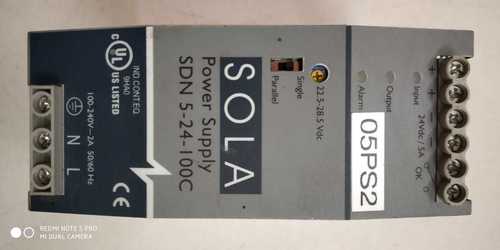 IND.CONT.EQ.
9HA0
C UL US LISTED
100-240V~2A 50/60 Hz
N L
CE
SOLA
Power Supply
SDN 5-24-100C
Single
Parallel
22.5-28.5 Vdc
Input
Output
Alarm
24Vdc / 5A
+ + - -
OK
05PS2
REDMI NOTE 5 PRO
MI DUAL CAMERA